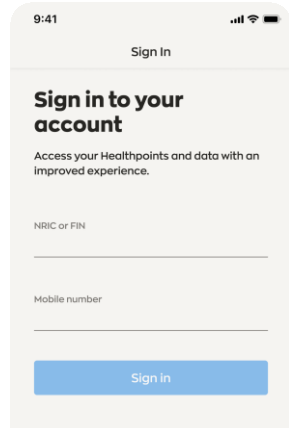 9:41
Sign In
Sign in to your
account
Access your Healthpoints and data with an
improved experience.
NRIC or FIN
Mobile number
Sign in